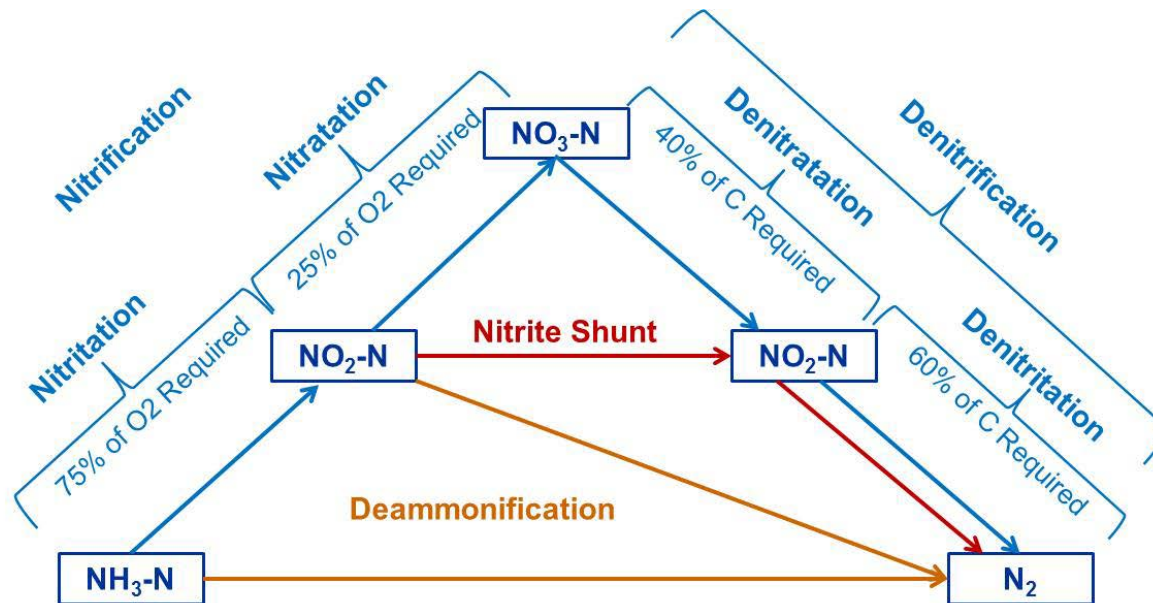 Nitrification
Nitratation
25% of O2 Required
Nitritation
75% of O2 Required
NO₃-N
Denitratation
40% of C Required
Denitrification
Denitritation
60% of C Required
NO₂-N
Nitrite Shunt
NO₂-N
Deammonification
NH₃-N
N₂